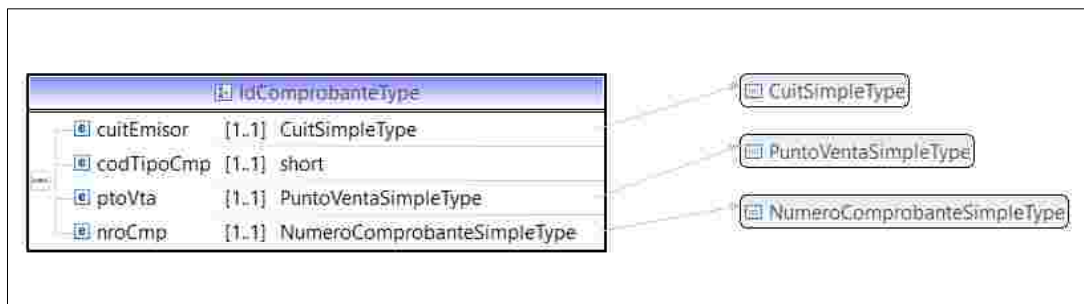 IdComprobanteType
cuitEmisor [1..1] CuitSimpleType
codTipoCmp [1..1] short
ptoVta [1..1] PuntoVentaSimpleType
nroCmp [1..1] NumeroComprobanteSimpleType
CuitSimpleType
PuntoVentaSimpleType
NumeroComprobanteSimpleType